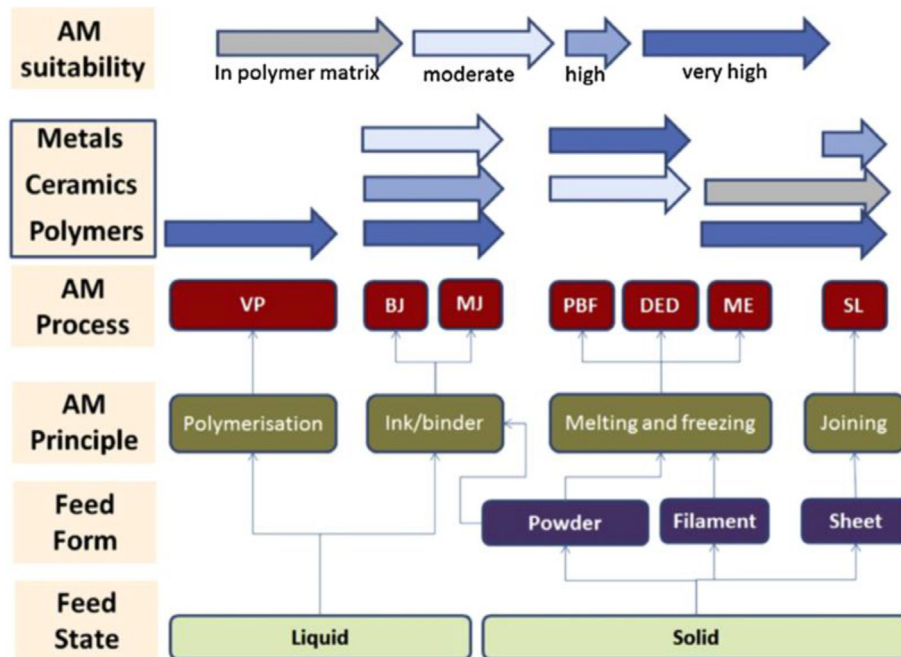 AM
suitability
In polymer matrix
moderate
high
very high
Metals
Ceramics
Polymers
AM
Process
VP
BJ
MJ
PBF
DED
ME
SL
AM
Principle
Polymerisation
Ink/binder
Melting and freezing
Joining
Feed
Form
Powder
Filament
Sheet
Feed
State
Liquid
Solid